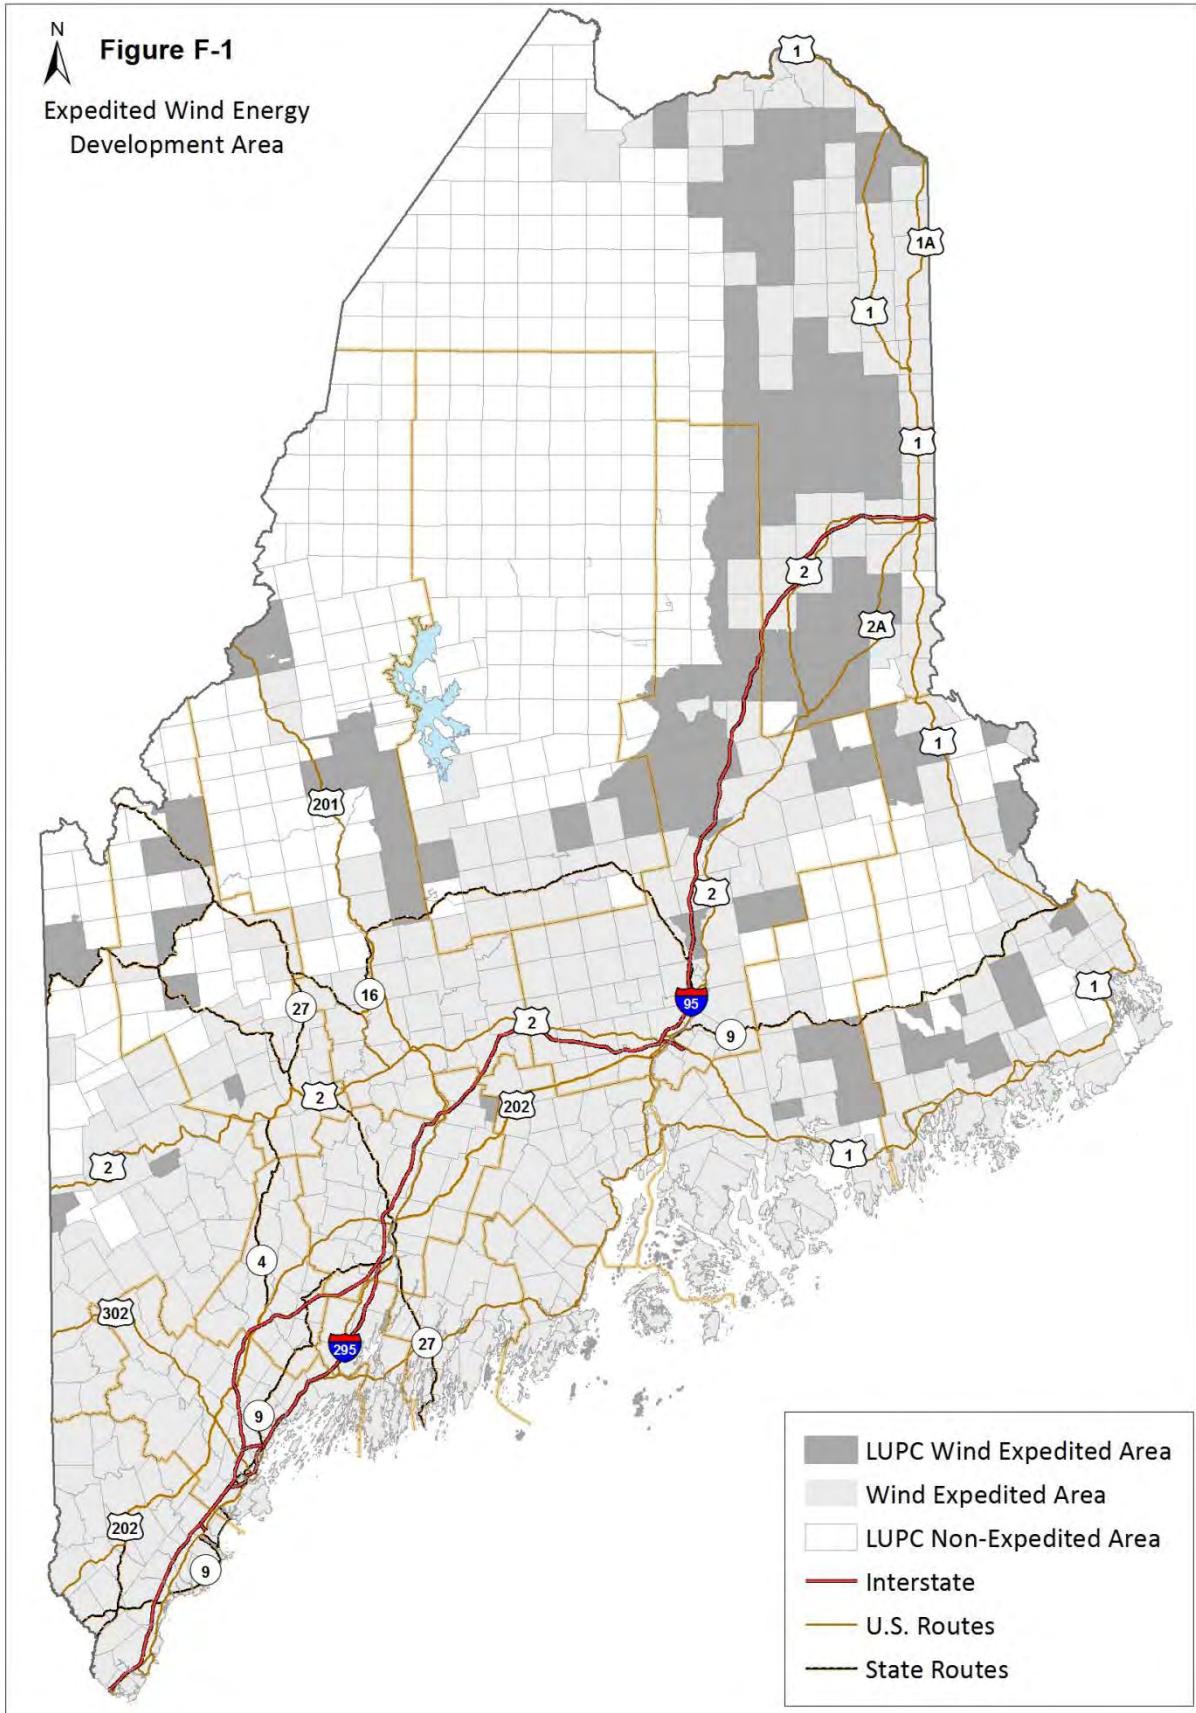 N
Figure F-1
Expedited Wind Energy
Development Area
1
1A
1
1
2
2A
1
201
2
16
27
95
1
2
9
2
202
2
1
4
302
27
295
9
202
9
LUPC Wind Expedited Area
Wind Expedited Area
LUPC Non-Expedited Area
Interstate
U.S. Routes
State Routes